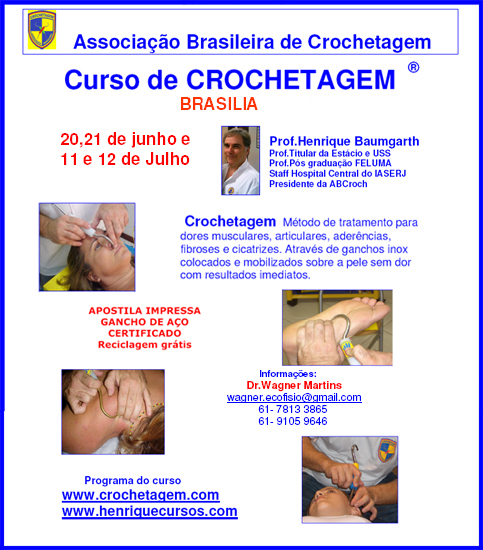 CROCHETAGEM
Associação Brasileira de Crochetagem
Curso de CROCHETAGEM ®
BRASILIA
20,21 de junho e
11 e 12 de Julho
Prof.Henrique Baumgarth
Prof.Titular da Estácio e USS
Prof.Pós graduação FELUMA
Staff Hospital Central do IASERJ
Presidente da ABCroch
Crochetagem Método de tratamento para
dores musculares, articulares, aderências,
fibroses e cicatrizes. Através de ganchos inox
colocados e mobilizados sobre a pele sem dor
com resultados imediatos.
APOSTILA IMPRESSA
GANCHO DE AÇO
CERTIFICADO
Reciclagem grátis
Informações:
Dr.Wagner Martins
wagner.ecofisio@gmail.com
61- 7813 3865
61- 9105 9646
Programa do curso
www.crochetagem.com
www.henriquecursos.com